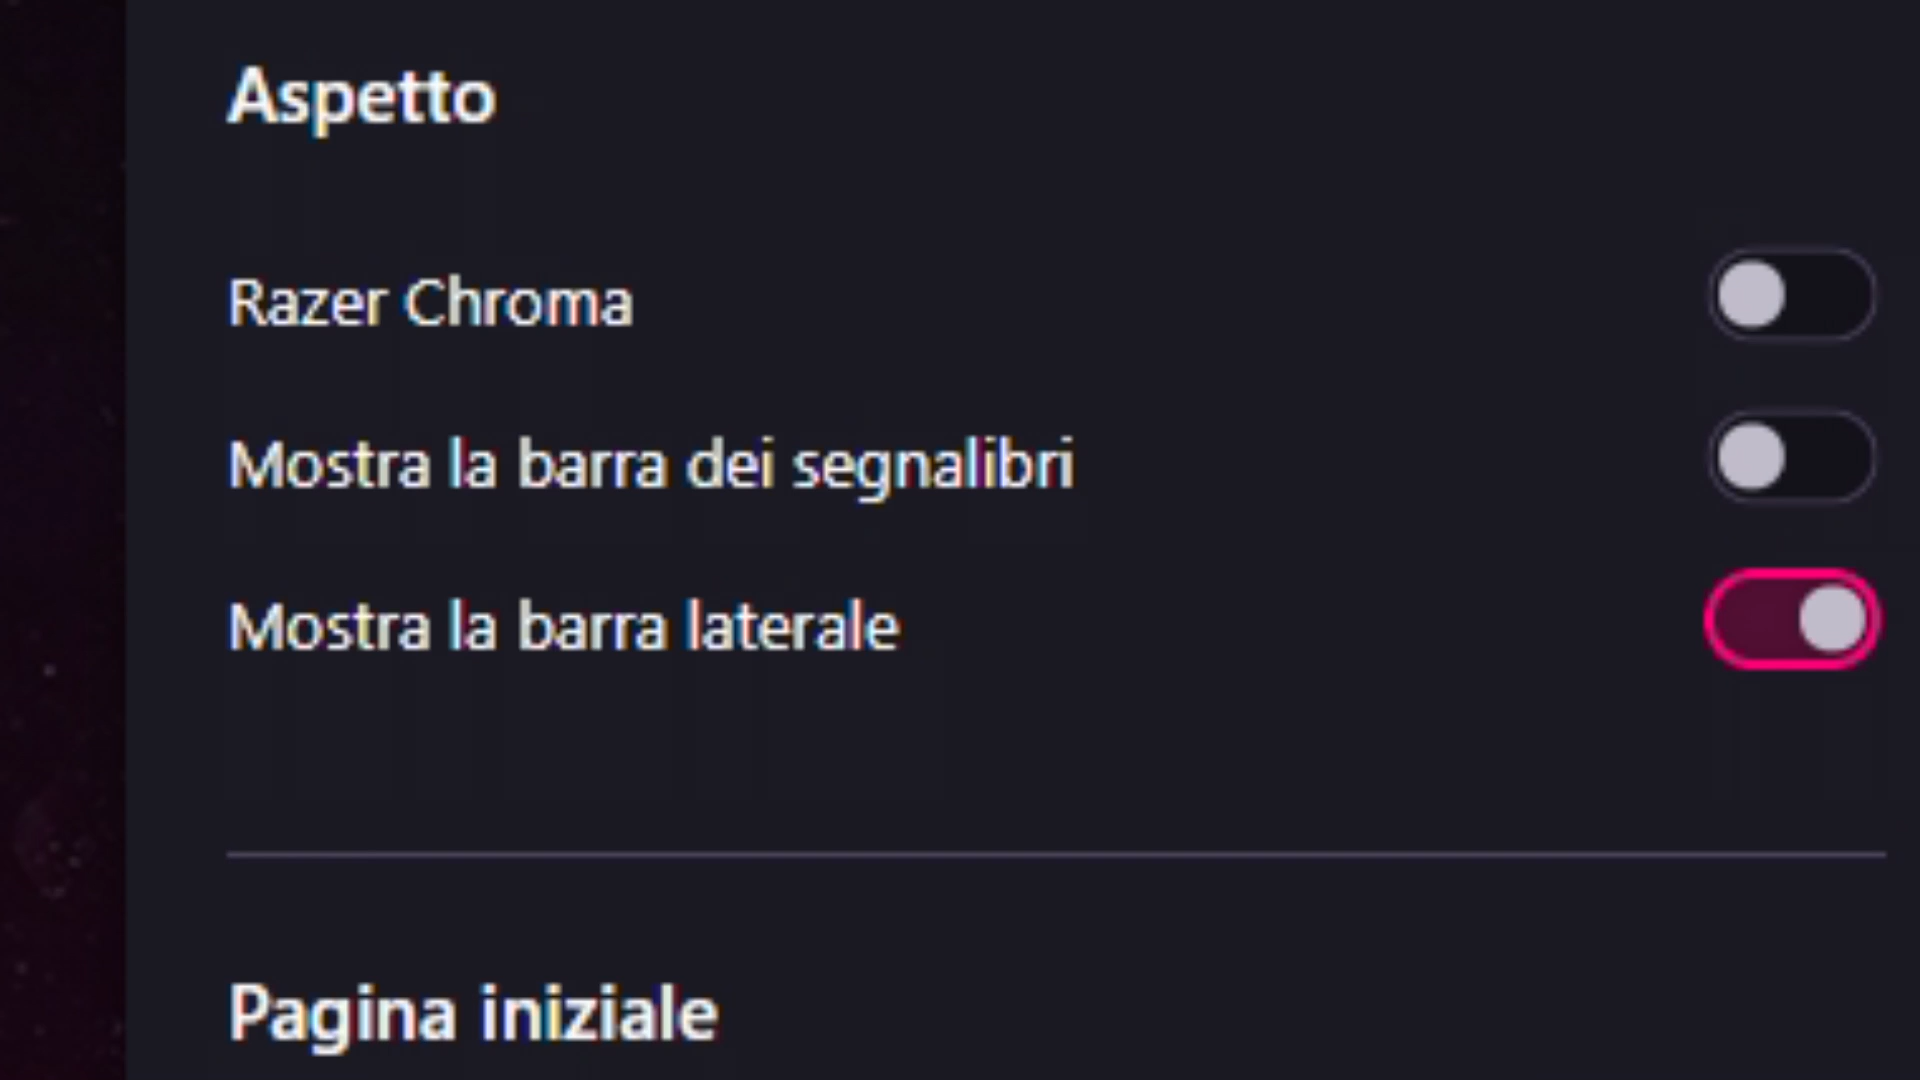 Aspetto
Razer Chroma
Mostra la barra dei segnalibri
Mostra la barra laterale
Pagina iniziale